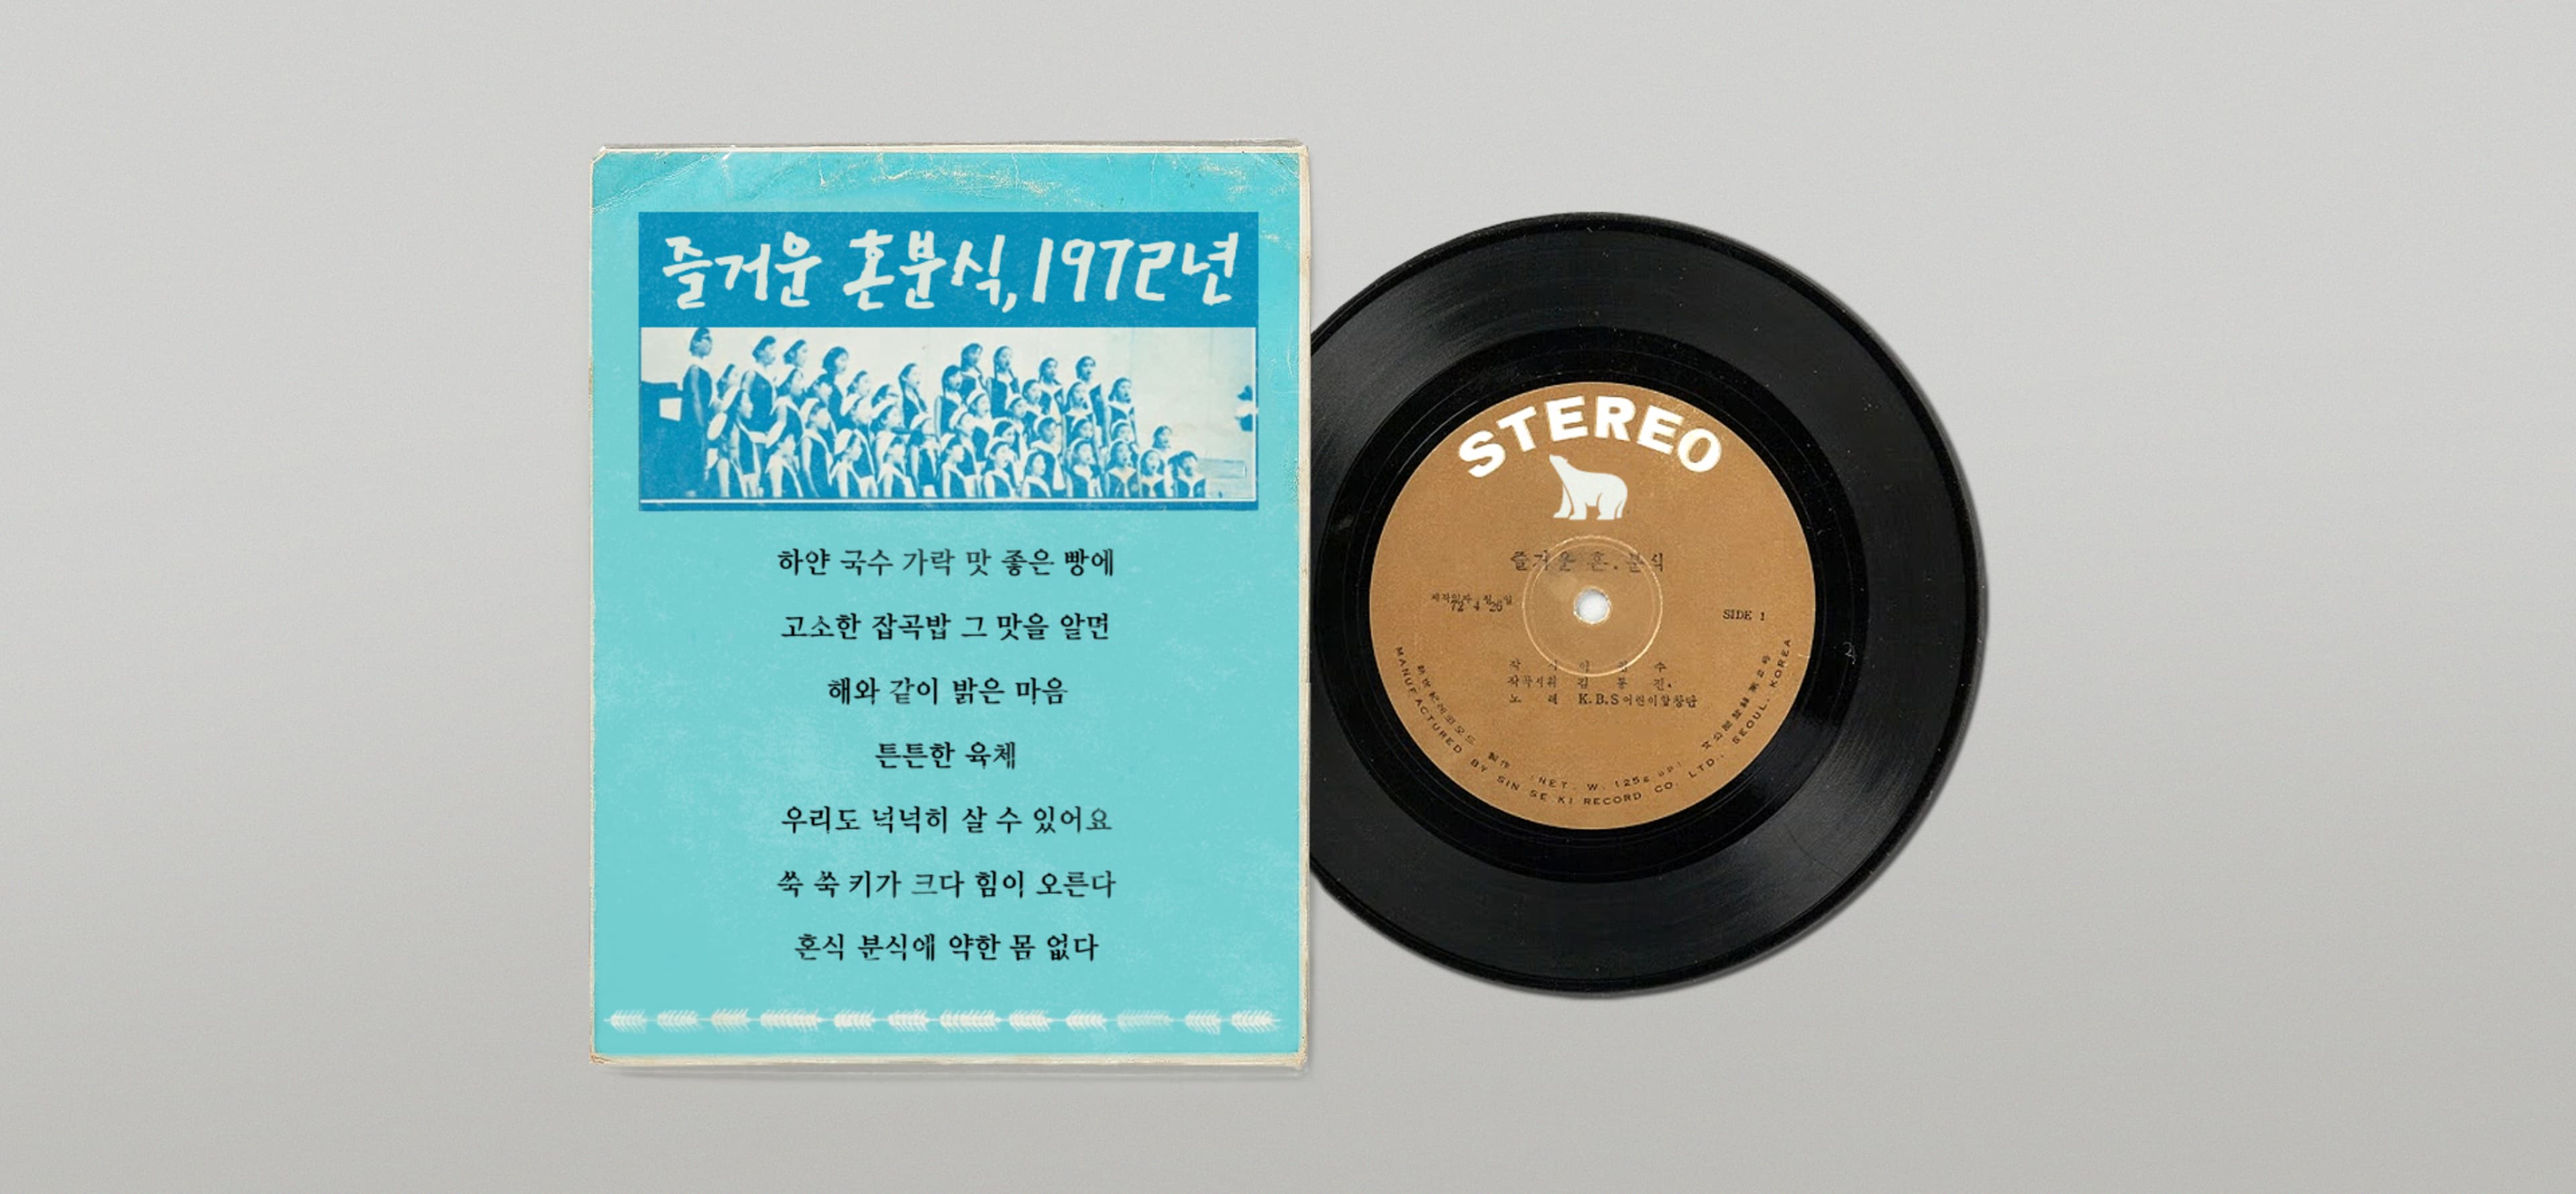 즐거운 혼분식, 1972년
하얀 국수 가락 맛 좋은 빵에
고소한 잡곡밥 그 맛을 알면
해와 같이 밝은 마음
튼튼한 육체
우리도 넉넉히 살 수 있어요
쑥 쑥 키가 크다 힘이 오른다
혼식 분식에 약한 몸 없다
STEREO
즐거운 혼.분식
72 4 26
SIDE 1
노 래 K.B.S어린이합창단
MANUFACTURED BY SIN SE KI RECORD CO. LTD., SEOUL, KOREA